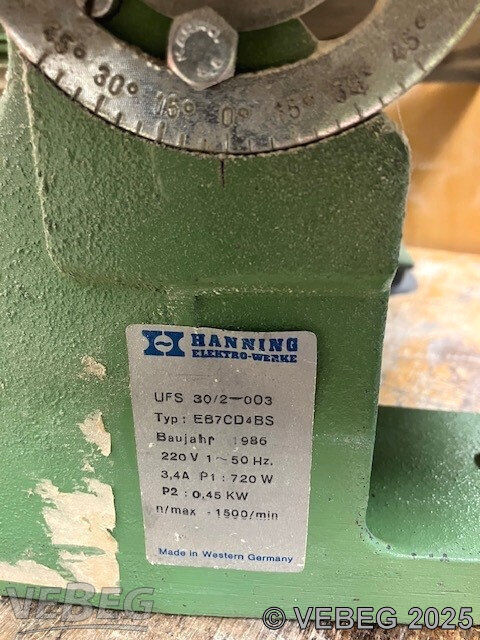 45° 30° 15° 0° 15° 30° 45°
HANNING
ELEKTRO-WERKE
UFS 30/2-003
Typ: EB7CD4BS
Baujahr 1986
220 V 1~50 Hz.
3,4A P1: 720 W
P2: 0,45 KW
n/max -1500/min
Made in Western Germany
VEBEG
© VEBEG 2025